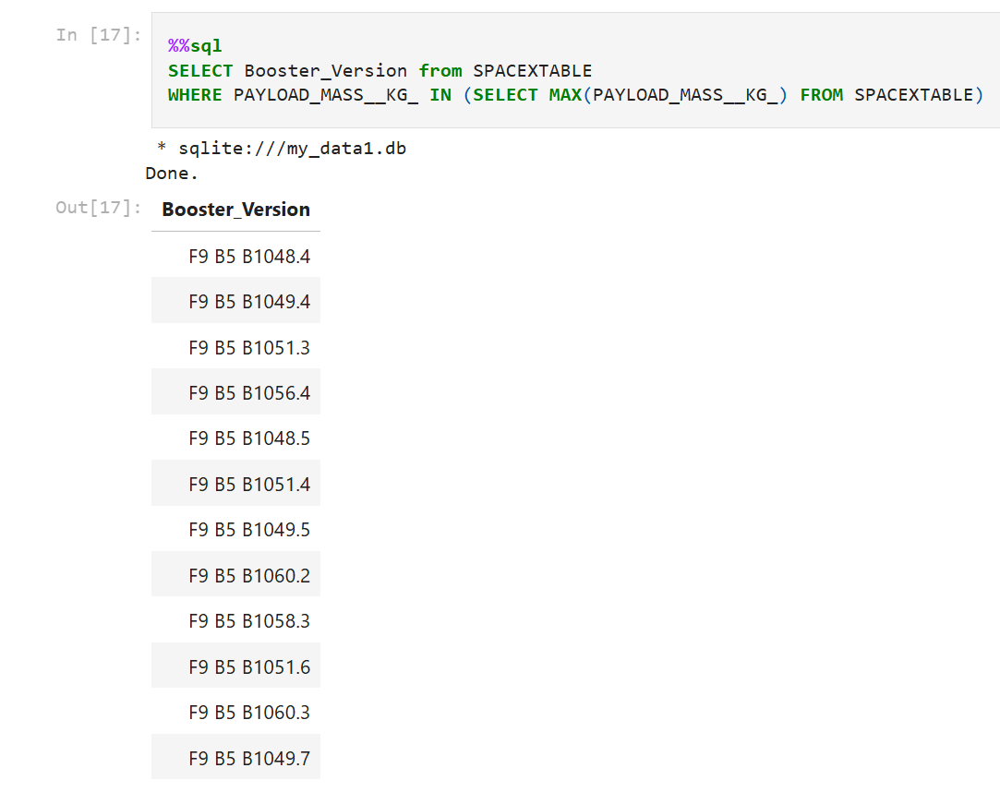 In [17]:
%%sql
SELECT Booster_Version from SPACEXTABLE
WHERE PAYLOAD_MASS__KG_ IN (SELECT MAX(PAYLOAD_MASS__KG_) FROM SPACEXTABLE)
* sqlite:///my_data1.db
Done.
Out[17]:
Booster_Version
F9 B5 B1048.4
F9 B5 B1049.4
F9 B5 B1051.3
F9 B5 B1056.4
F9 B5 B1048.5
F9 B5 B1051.4
F9 B5 B1049.5
F9 B5 B1060.2
F9 B5 B1058.3
F9 B5 B1051.6
F9 B5 B1060.3
F9 B5 B1049.7